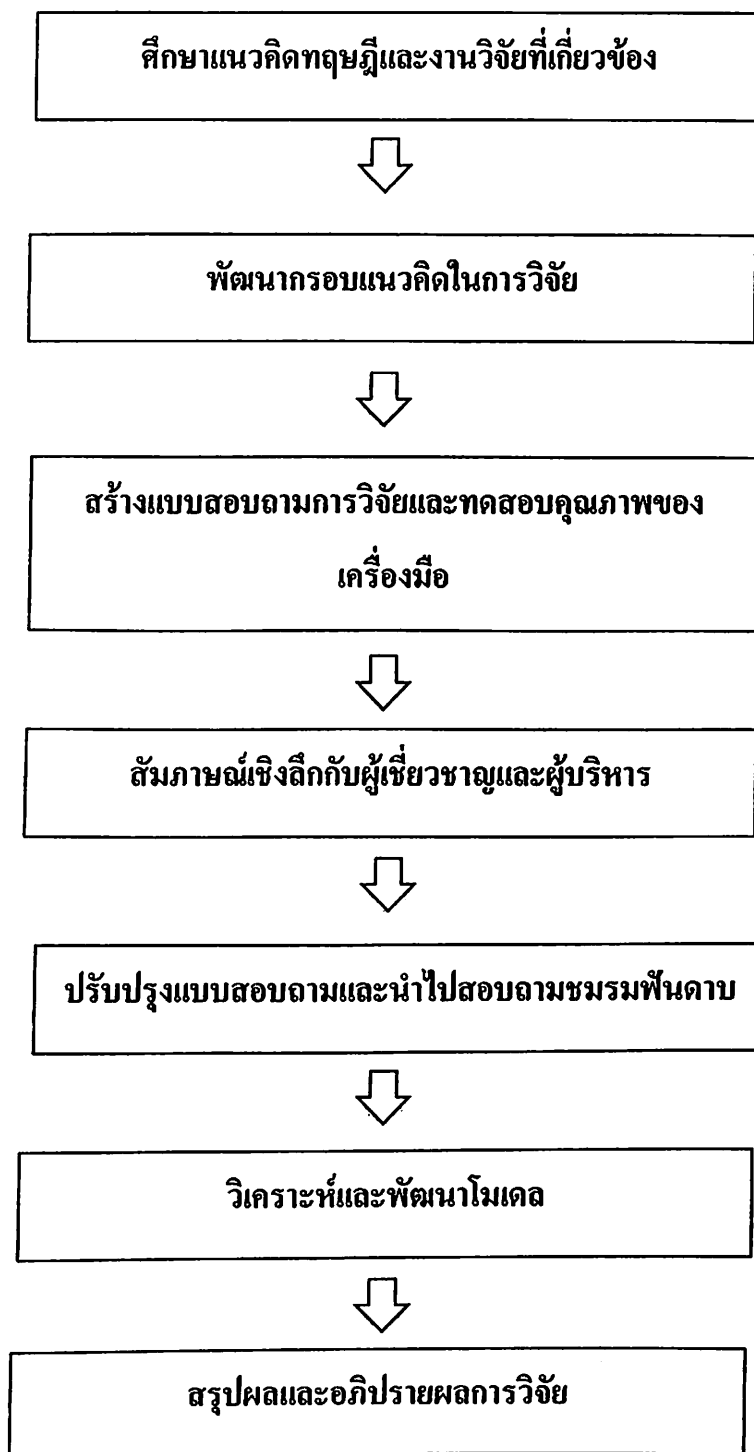 ศึกษาแนวคิดทฤษฎีและงานวิจัยที่เกี่ยวข้อง
พัฒนากรอบแนวคิดในการวิจัย
สร้างแบบสอบถามการวิจัยและทดสอบคุณภาพของ
เครื่องมือ
สัมภาษณ์เชิงลึกกับผู้เชี่ยวชาญและผู้บริหาร
ปรับปรุงแบบสอบถามและนำไปสอบถามชมรมฟันดาบ
วิเคราะห์และพัฒนาโมเดล
สรุปผลและอภิปรายผลการวิจัย